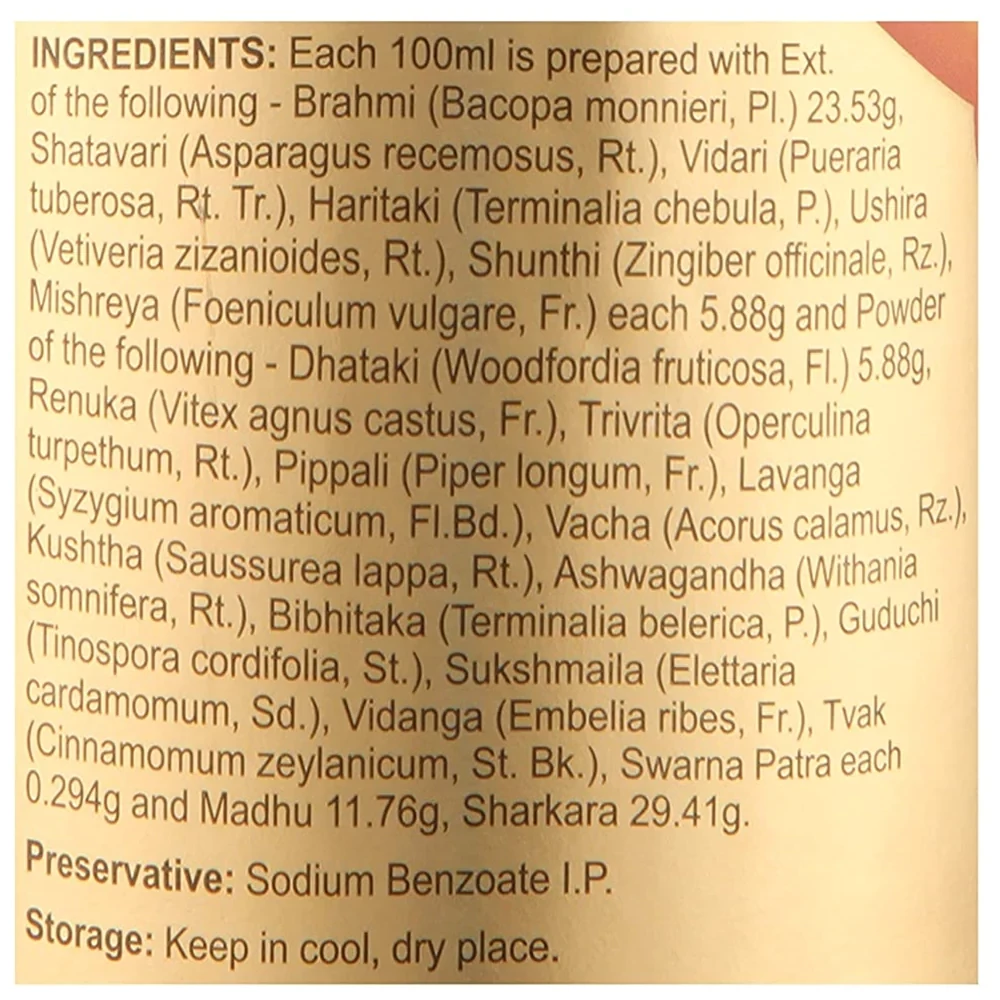 INGREDIENTS: Each 100ml is prepared with Ext.
of the following - Brahmi (Bacopa monnieri, Pl.) 23.53g,
Shatavari (Asparagus recemosus, Rt.), Vidari (Pueraria
tuberosa, Rt. Tr.), Haritaki (Terminalia chebula, P.), Ushira
(Vetiveria zizanioides, Rt.), Shunthi (Zingiber officinale, Rz.),
Mishreya (Foeniculum vulgare, Fr.) each 5.88g and Powder
of the following - Dhataki (Woodfordia fruticosa, Fl.) 5.88g,
Renuka (Vitex agnus castus, Fr.), Trivrita (Operculina
turpethum, Rt.), Pippali (Piper longum, Fr.), Lavanga
(Syzygium aromaticum, Fl.Bd.), Vacha (Acorus calamus, Rz.),
Kushtha (Saussurea lappa, Rt.), Ashwagandha (Withania
somnifera, Rt.), Bibhitaka (Terminalia belerica, P.), Guduchi
(Tinospora cordifolia, St.), Sukshmaila (Elettaria
cardamomum, Sd.), Vidanga (Embelia ribes, Fr.), Tvak
(Cinnamomum zeylanicum, St. Bk.), Swarna Patra each
0.294g and Madhu 11.76g, Sharkara 29.41g.
Preservative: Sodium Benzoate I.P.
Storage: Keep in cool, dry place.